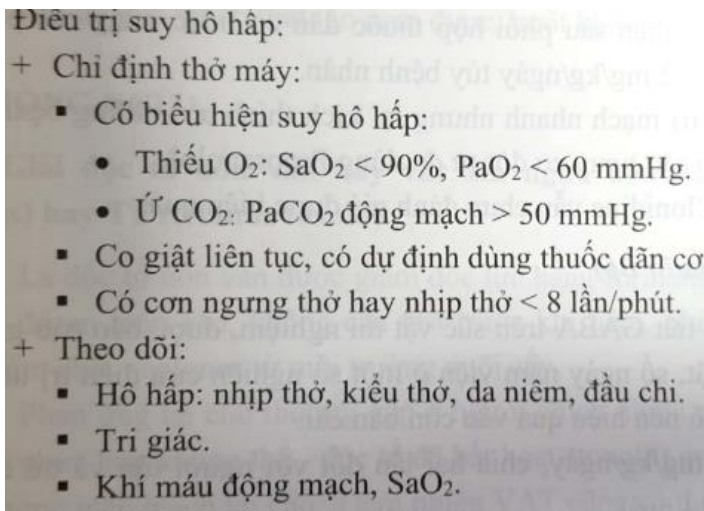 Điều trị suy hô hấp:
+ Chỉ định thở máy:
▪ Có biểu hiện suy hô hấp:
• Thiếu O₂: SaO₂ < 90%, PaO₂ < 60 mmHg.
• Ứ CO₂: PaCO₂ động mạch > 50 mmHg.
▪ Co giật liên tục, có dự định dùng thuốc dãn cơ
▪ Có cơn ngưng thở hay nhịp thở < 8 lần/phút.
+ Theo dõi:
▪ Hô hấp: nhịp thở, kiểu thở, da niêm, đầu chi.
▪ Tri giác.
▪ Khí máu động mạch, SaO₂.